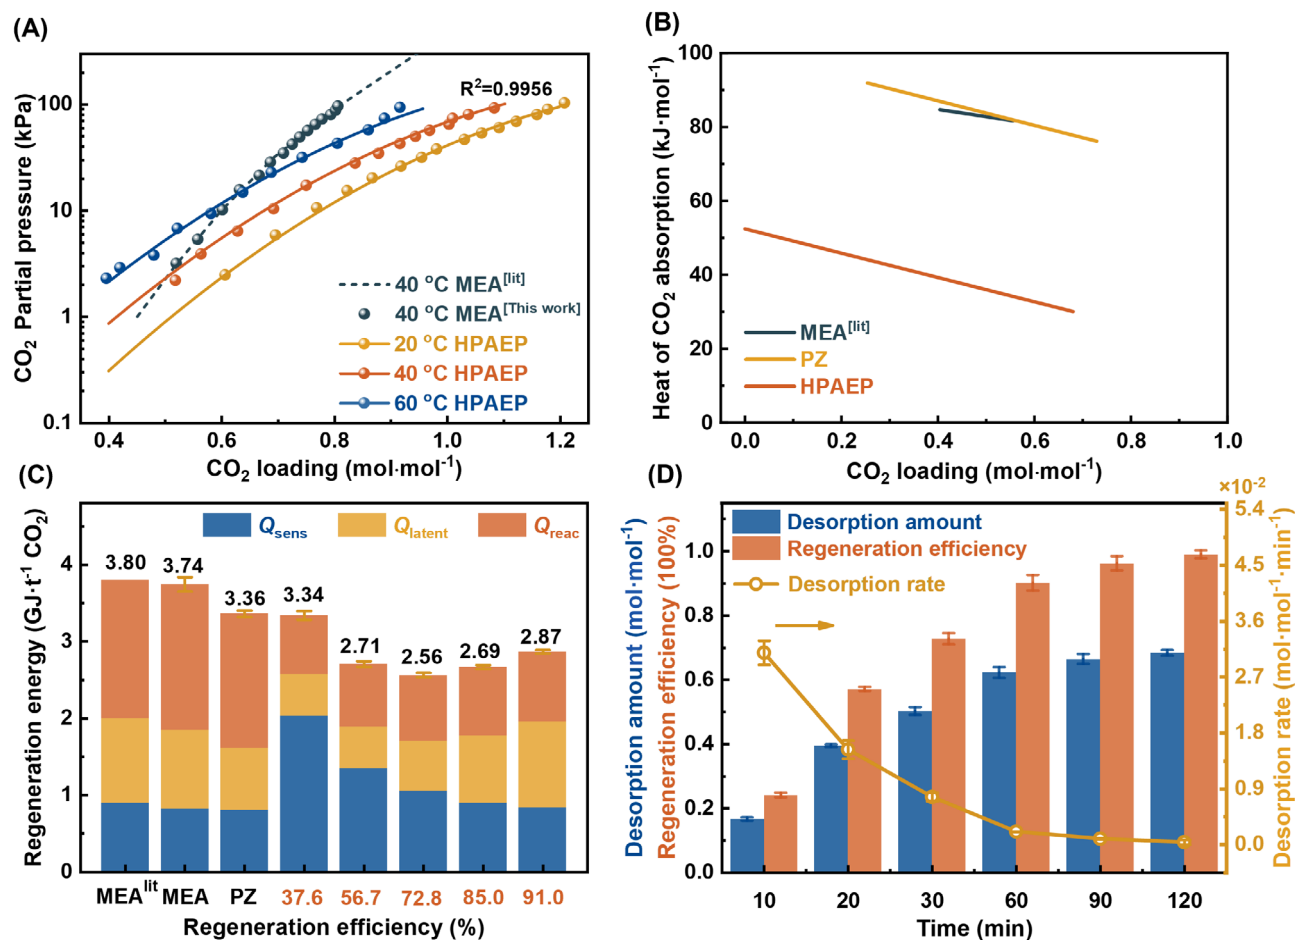 (A)
CO2 Partial pressure (kPa)
100
10
1
0.1
R2=0.9956
40 oC MEA[lit]
40 oC MEA[This work]
20 oC HPAEP
40 oC HPAEP
60 oC HPAEP
0.4 0.6 0.8 1.0 1.2
CO2 loading (mol·mol-1)
(B)
Heat of CO2 absorption (kJ·mol-1)
100
80
60
40
20
0
MEA[lit]
PZ
HPAEP
0.0 0.2 0.4 0.6 0.8 1.0
CO2 loading (mol·mol-1)
(C)
Regeneration energy (GJ·t-1 CO2)
4
3
2
1
0
Qsens Qlatent Qreac
3.80
3.74
3.36
3.34
2.71
2.56
2.69
2.87
MEAlit MEA PZ 37.6 56.7 72.8 85.0 91.0
Regeneration efficiency (%)
(D)
Desorption amount (mol·mol-1)
Regeneration efficiency (100%)
1.0
0.8
0.6
0.4
0.2
0.0
Desorption amount
Regeneration efficiency
Desorption rate
×10-2
5.4
4.5
3.6
2.7
1.8
0.9
0.0
Desorption rate (mol·mol-1·min-1)
10 20 30 60 90 120
Time (min)